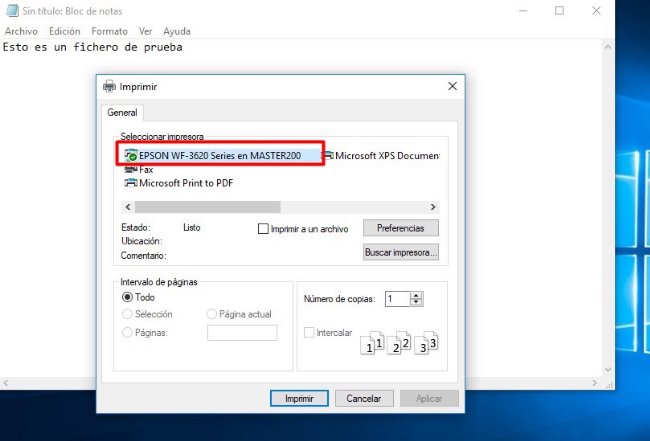 Sin título: Bloc de notas
Archivo Edición Formato Ver Ayuda
Esto es un fichero de prueba
Imprimir
General
Seleccionar impresora
EPSON WF-3620 Series en MASTER200
Microsoft XPS Documen
Fax
Microsoft Print to PDF
Estado: Listo
Imprimir a un archivo
Preferencias
Ubicación:
Comentario:
Buscar impresora...
Intervalo de páginas
Todo
Selección
Página actual
Páginas:
Número de copias: 1
Intercalar
1 1 2 2 3 3
Imprimir
Cancelar
Aplicar